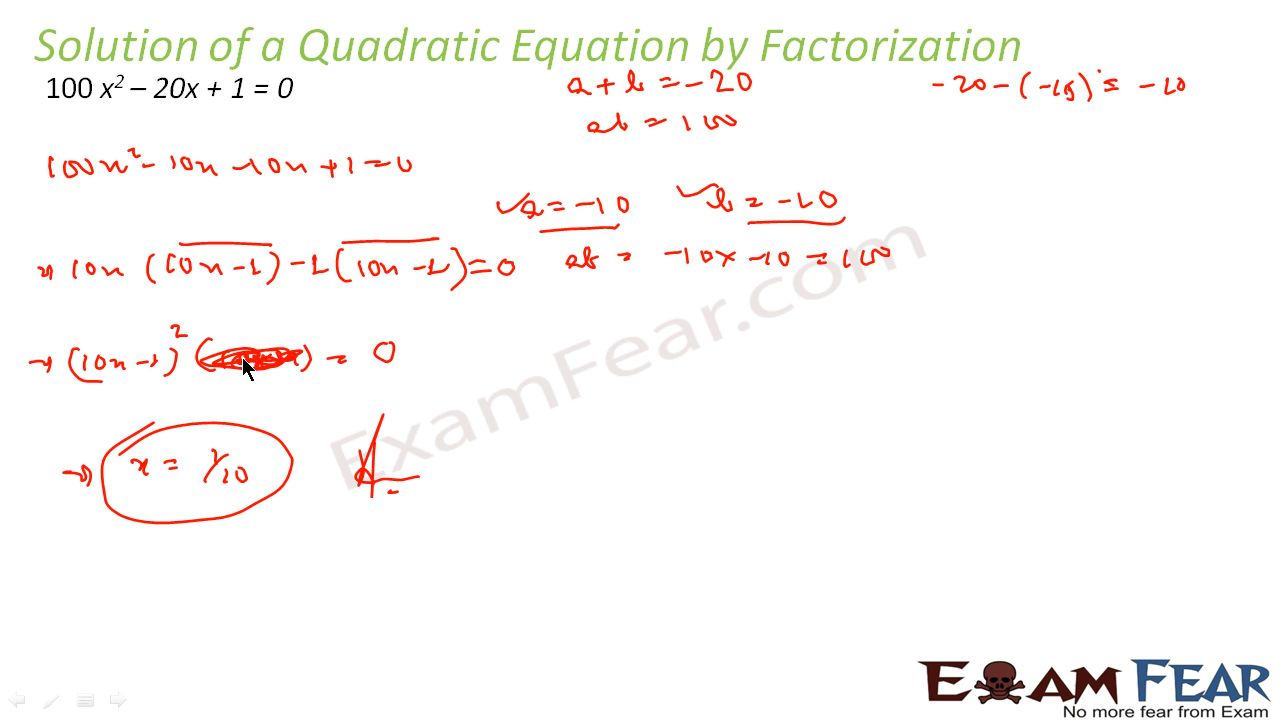 Solution of a Quadratic Equation by Factorization
100 x² – 20x + 1 = 0
a + b = -20
-20 - (-10) = -10
ab = 100
100x² - 10x - 10x + 1 = 0
a = -10 b = -10
→ 10x (10x - 1) - 1 (10x - 1) = 0
ab = -10x -10 = 100
→ (10x - 1)² ( ) = 0
→ x = 1/10
ExamFear.com
EXAM FEAR
No more fear from Exam